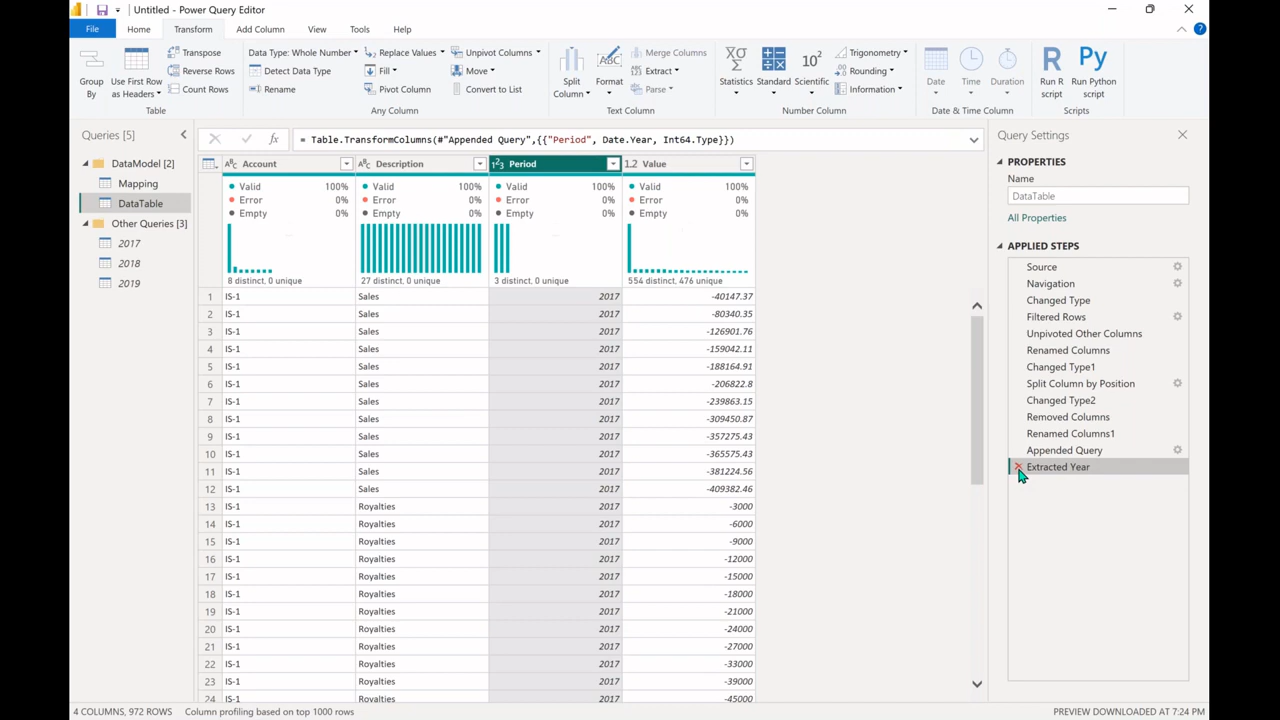 Untitled - Power Query Editor
File Home Transform Add Column View Tools Help
Group By
Use First Row as Headers
Transpose
Reverse Rows
Count Rows
Table
Data Type: Whole Number
Detect Data Type
Rename
Replace Values
Fill
Pivot Column
Unpivot Columns
Move
Convert to List
Any Column
Split Column
Format
ABC
Merge Columns
Extract
Parse
Text Column
Statistics
Standard
10²
Scientific
Trigonometry
Rounding
Information
Number Column
Date
Time
Duration
Date & Time Column
R
Run R script
Py
Run Python script
Scripts
Queries [5]
DataModel [2]
Mapping
DataTable
Other Queries [3]
2017
2018
2019
fx = Table.TransformColumns(#"Appended Query",{{"Period", Date.Year, Int64.Type}})
ABC Account ABC Description 123 Period 1.2 Value
Valid 100% Valid 100% Valid 100% Valid 100%
Error 0% Error 0% Error 0% Error 0%
Empty 0% Empty 0% Empty 0% Empty 0%
8 distinct, 0 unique 27 distinct, 0 unique 3 distinct, 0 unique 554 distinct, 476 unique
1 IS-1 Sales 2017 -40147.37
2 IS-1 Sales 2017 -80340.35
3 IS-1 Sales 2017 -126901.76
4 IS-1 Sales 2017 -159042.11
5 IS-1 Sales 2017 -188164.91
6 IS-1 Sales 2017 -206822.8
7 IS-1 Sales 2017 -239863.15
8 IS-1 Sales 2017 -309450.87
9 IS-1 Sales 2017 -357275.43
10 IS-1 Sales 2017 -365575.43
11 IS-1 Sales 2017 -381224.56
12 IS-1 Sales 2017 -409382.46
13 IS-1 Royalties 2017 -3000
14 IS-1 Royalties 2017 -6000
15 IS-1 Royalties 2017 -9000
16 IS-1 Royalties 2017 -12000
17 IS-1 Royalties 2017 -15000
18 IS-1 Royalties 2017 -18000
19 IS-1 Royalties 2017 -21000
20 IS-1 Royalties 2017 -24000
21 IS-1 Royalties 2017 -27000
22 IS-1 Royalties 2017 -33000
23 IS-1 Royalties 2017 -39000
24 IS-1 Royalties 2017 -45000
Query Settings
PROPERTIES
Name
DataTable
All Properties
APPLIED STEPS
Source
Navigation
Changed Type
Filtered Rows
Unpivoted Other Columns
Renamed Columns
Changed Type1
Split Column by Position
Changed Type2
Removed Columns
Renamed Columns1
Appended Query
Extracted Year
4 COLUMNS, 972 ROWS Column profiling based on top 1000 rows PREVIEW DOWNLOADED AT 7:24 PM